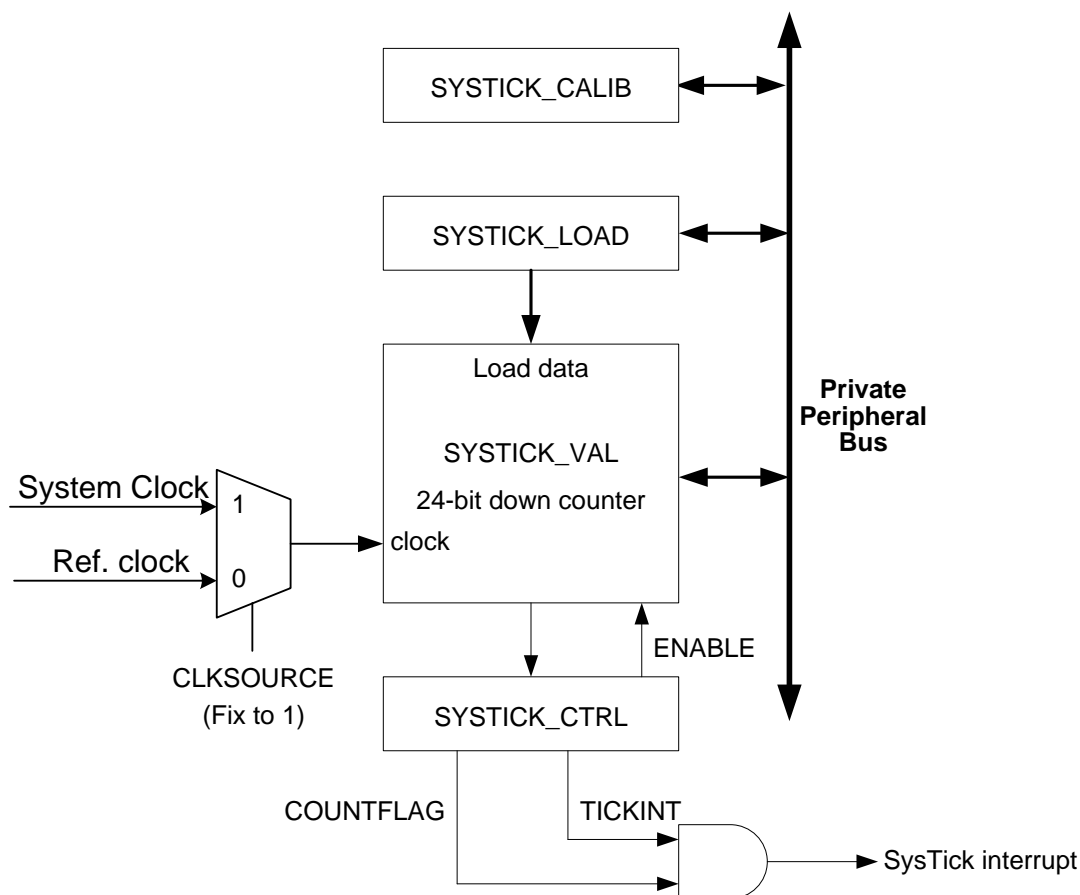 SYSTICK_CALIB
SYSTICK_LOAD
Load data
Private
Peripheral
Bus
SYSTICK_VAL
System Clock
1
24-bit down counter
clock
Ref. clock
0
ENABLE
CLKSOURCE
(Fix to 1)
SYSTICK_CTRL
COUNTFLAG
TICKINT
SysTick interrupt